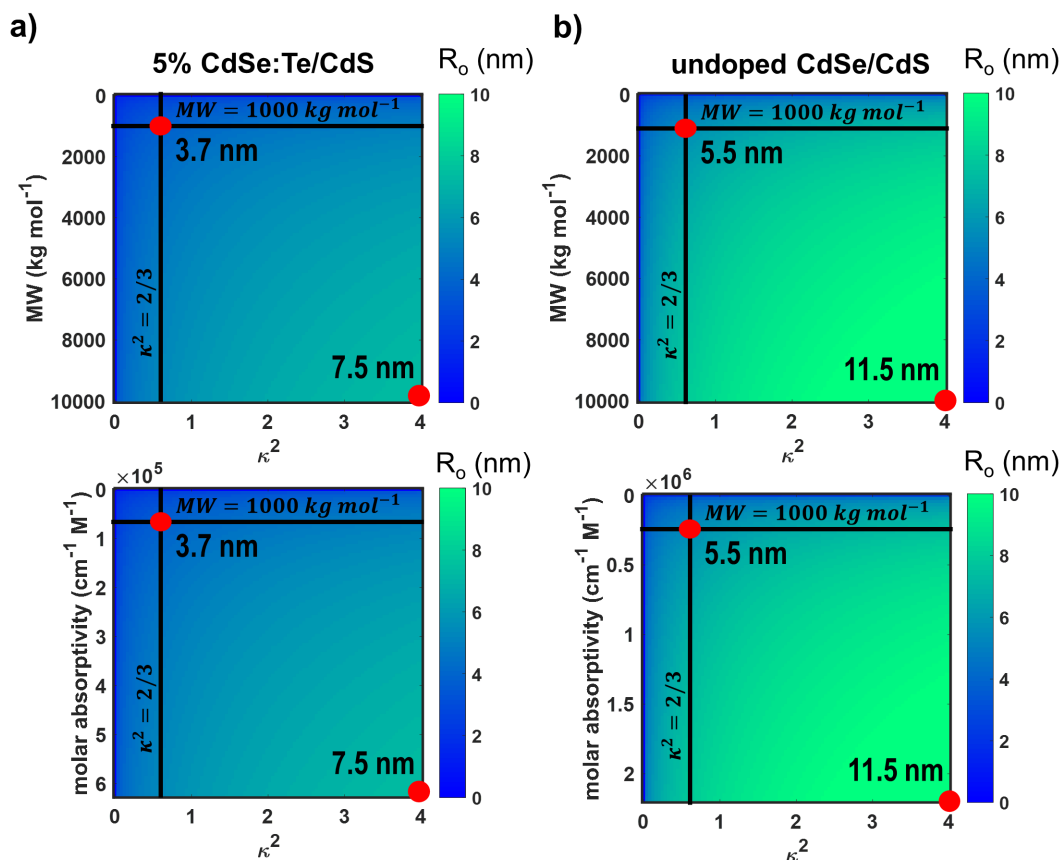 a)
5% CdSe:Te/CdS
Rₒ (nm)
MW = 1000 kg mol⁻¹
3.7 nm
κ² = 2/3
7.5 nm
MW (kg mol⁻¹)
0
2000
4000
6000
8000
10000
0 1 2 3 4
κ²
10
8
6
4
2
0
b)
undoped CdSe/CdS
Rₒ (nm)
MW = 1000 kg mol⁻¹
5.5 nm
κ² = 2/3
11.5 nm
MW (kg mol⁻¹)
0
2000
4000
6000
8000
10000
0 1 2 3 4
κ²
10
8
6
4
2
0
×10⁵
Rₒ (nm)
MW = 1000 kg mol⁻¹
3.7 nm
κ² = 2/3
7.5 nm
molar absorptivity (cm⁻¹ M⁻¹)
0
1
2
3
4
5
6
0 1 2 3 4
κ²
10
8
6
4
2
0
×10⁶
Rₒ (nm)
MW = 1000 kg mol⁻¹
5.5 nm
κ² = 2/3
11.5 nm
molar absorptivity (cm⁻¹ M⁻¹)
0
0.5
1
1.5
2
0 1 2 3 4
κ²
10
8
6
4
2
0